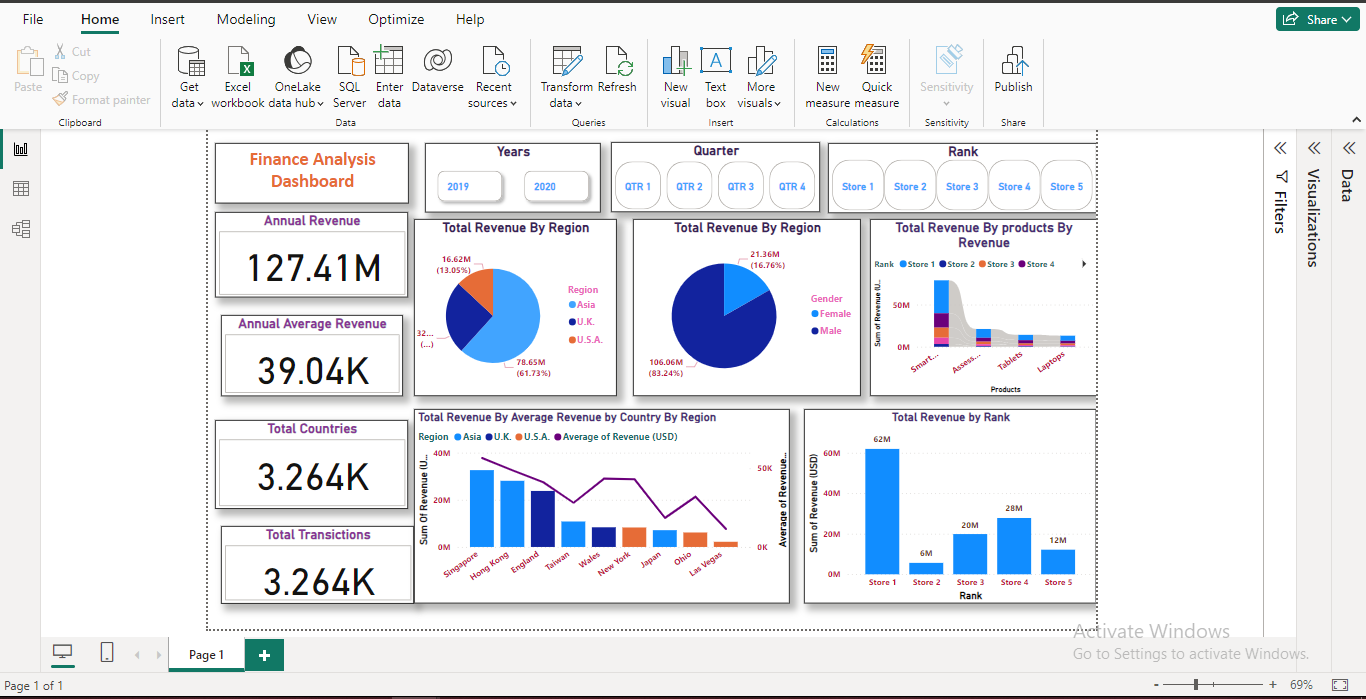 File Home Insert Modeling View Optimize Help
Share
Paste
Cut
Copy
Format painter
Clipboard
Get data
Excel workbook
OneLake data hub
SQL Server
Enter data
Dataverse
Recent sources
Data
Transform data
Refresh
Queries
New visual
Text box
More visuals
Insert
New measure
Quick measure
Calculations
Sensitivity
Sensitivity
Publish
Share
Finance Analysis
Dashboard
Years
2019 2020
Quarter
QTR 1 QTR 2 QTR 3 QTR 4
Rank
Store 1 Store 2 Store 3 Store 4 Store 5
Filters
Visualizations
Data
Annual Revenue
127.41M
Annual Average Revenue
39.04K
Total Countries
3.264K
Total Transictions
3.264K
Total Revenue By Region
16.62M
(13.05%)
32...
(...)
78.65M
(61.73%)
Region
Asia
U.K.
U.S.A.
Total Revenue By Region
21.36M
(16.76%)
106.06M
(83.24%)
Gender
Female
Male
Total Revenue By products By
Revenue
Rank Store 1 Store 2 Store 3 Store 4
Sum of Revenue (U...
50M
0M
Smart... Assess... Tablets Laptops
Products
Total Revenue By Average Revenue by Country By Region
Region Asia U.K. U.S.A. Average of Revenue (USD)
Sum Of Revenue (U...
40M
20M
0M
50K
0K
Average of Revenue...
Singapore Hong Kong England Taiwan Wales New York Japan Ohio Las Vegas
Total Revenue by Rank
Sum of Revenue (USD)
60M
40M
20M
0M
62M
6M
20M
28M
12M
Store 1 Store 2 Store 3 Store 4 Store 5
Rank
Activate Windows
Go to Settings to activate Windows.
Page 1
+
Page 1 of 1
- + 69%